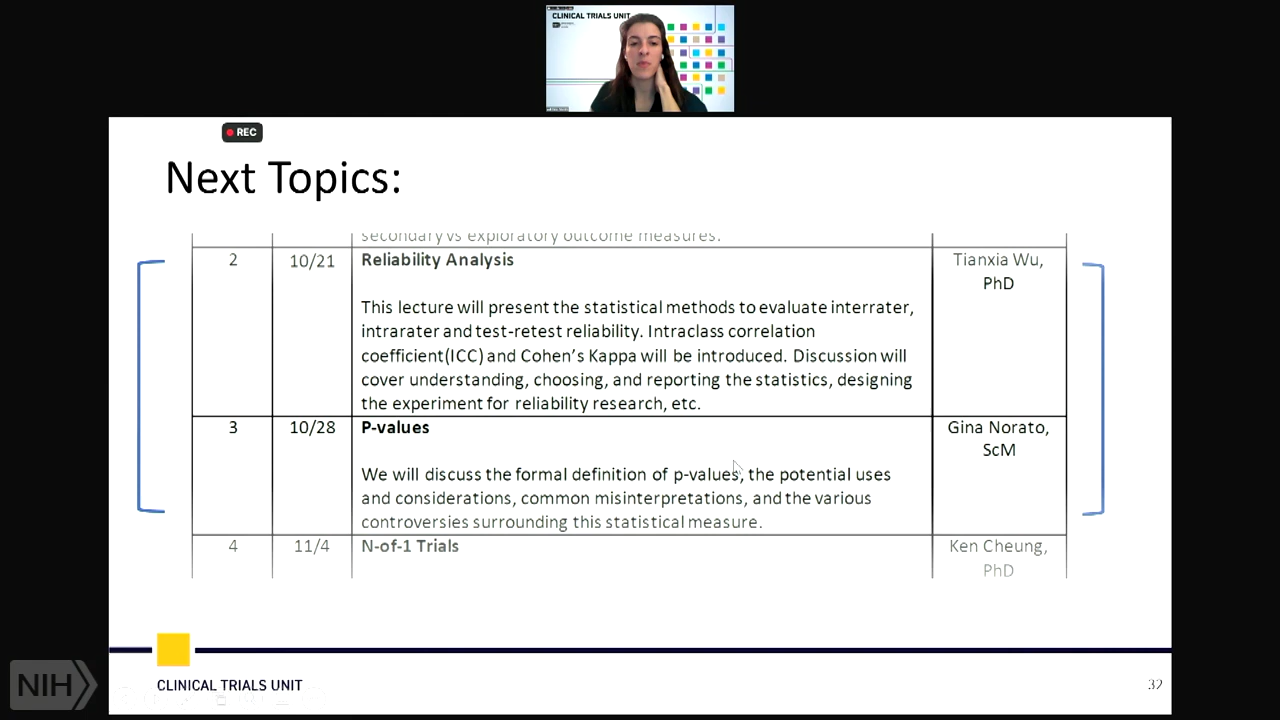 CLINICAL TRIALS UNIT
REC
Next Topics:
secondary vs exploratory outcome measures.
2
10/21
Reliability Analysis
Tianxia Wu,
PhD
This lecture will present the statistical methods to evaluate interrater,
intrarater and test-retest reliability. Intraclass correlation
coefficient(ICC) and Cohen's Kappa will be introduced. Discussion will
cover understanding, choosing, and reporting the statistics, designing
the experiment for reliability research, etc.
3
10/28
P-values
Gina Norato,
ScM
We will discuss the formal definition of p-values, the potential uses
and considerations, common misinterpretations, and the various
controversies surrounding this statistical measure.
4
11/4
N-of-1 Trials
Ken Cheung,
PhD
NIH
CLINICAL TRIALS UNIT
32